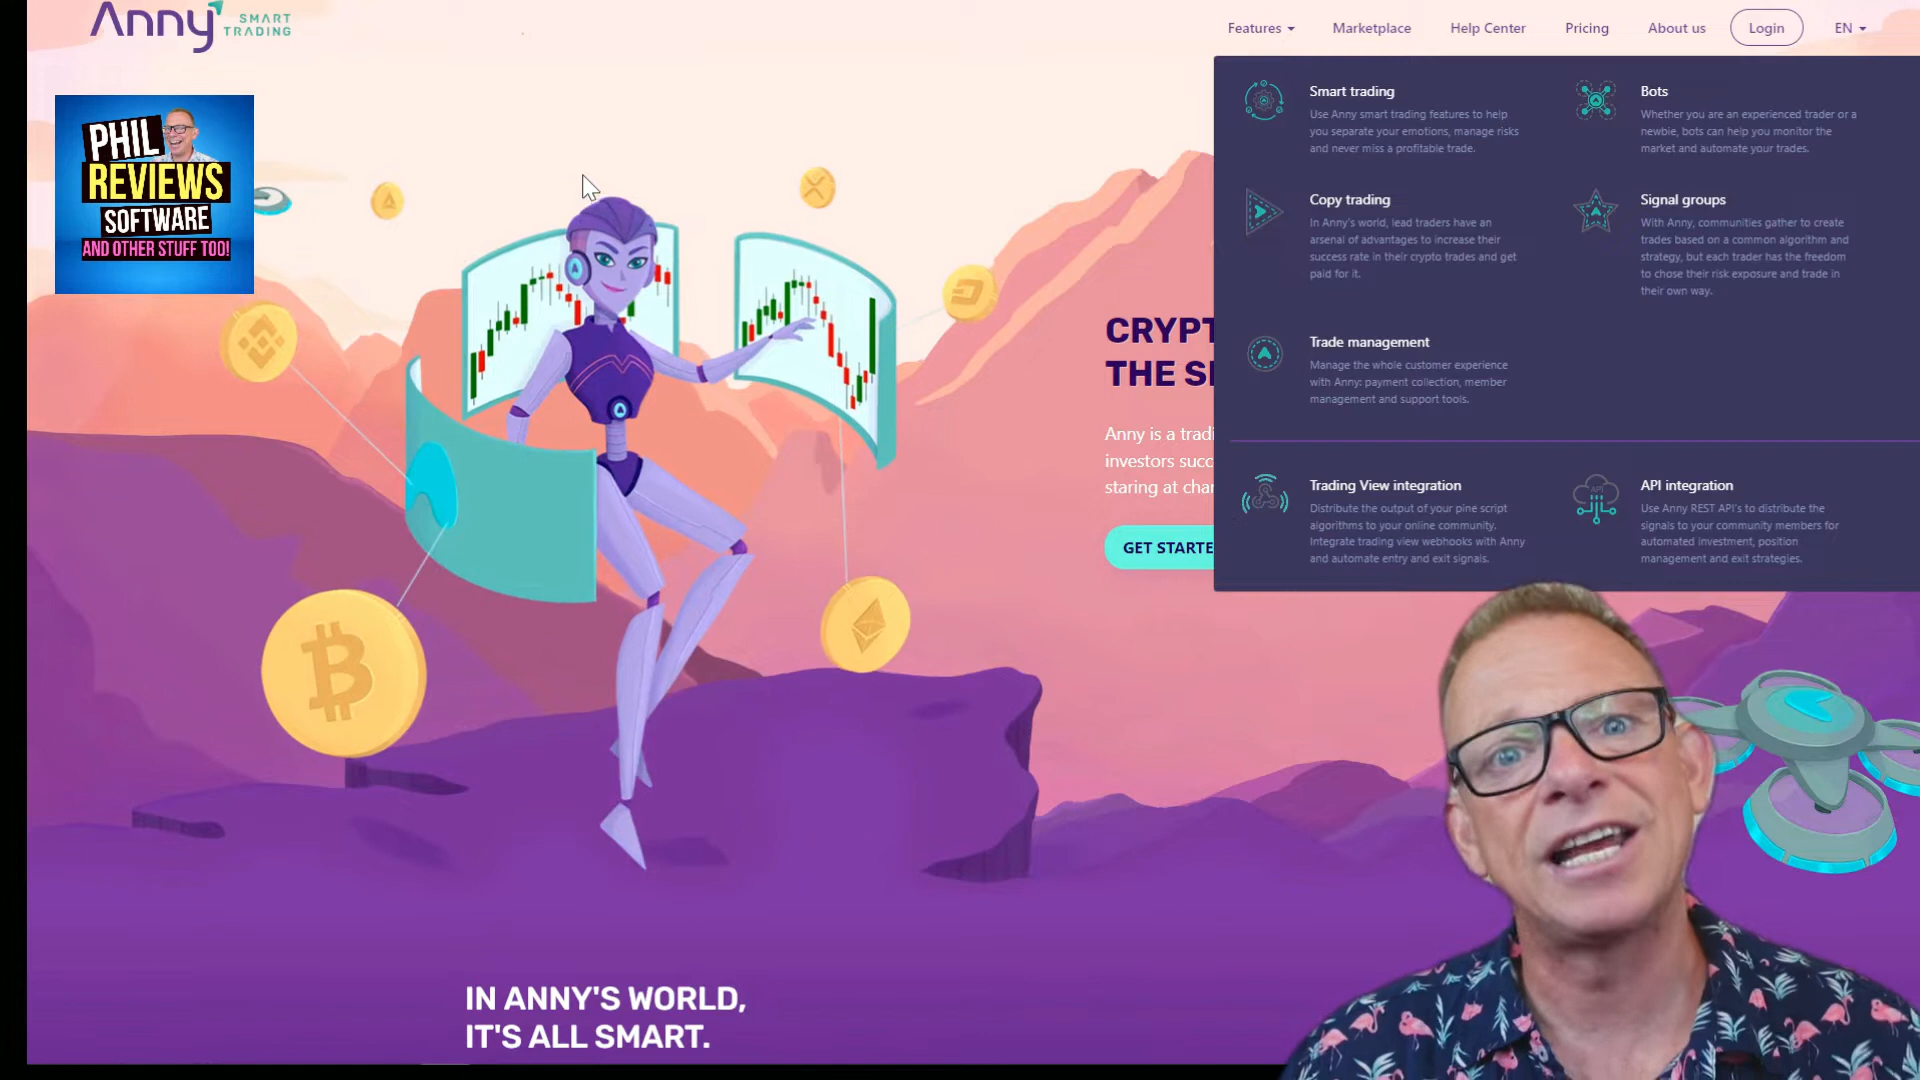 Anny SMART
TRADING
Features
Marketplace
Help Center
Pricing
About us
Login
EN
PHIL
REVIEWS
SOFTWARE
AND OTHER STUFF TOO!
Smart trading
Use Anny smart trading features to help
you separate your emotions, manage risks
and never miss a profitable trade.
Bots
Whether you are an experienced trader or a
newbie, bots can help you monitor the
market and automate your trades.
Copy trading
In Anny's world, lead traders have an
arsenal of advantages to increase their
success rate in their crypto trades and get
paid for it.
Signal groups
With Anny, communities gather to create
trades based on a common algorithm and
strategy, but each trader has the freedom
to chose their risk exposure and trade in
their own way.
Trade management
Manage the whole customer experience
with Anny: payment collection, member
management and support tools.
Trading View integration
Distribute the output of your pine script
algorithms to your online community.
Integrate trading view webhooks with Anny
and automate entry and exit signals.
API
API integration
Use Anny REST API's to distribute the
signals to your community members for
automated investment, position
management and exit strategies.
CRYPT
THE S
Anny is a tradi
investors succ
staring at char
GET STARTE
IN ANNY'S WORLD,
IT'S ALL SMART.